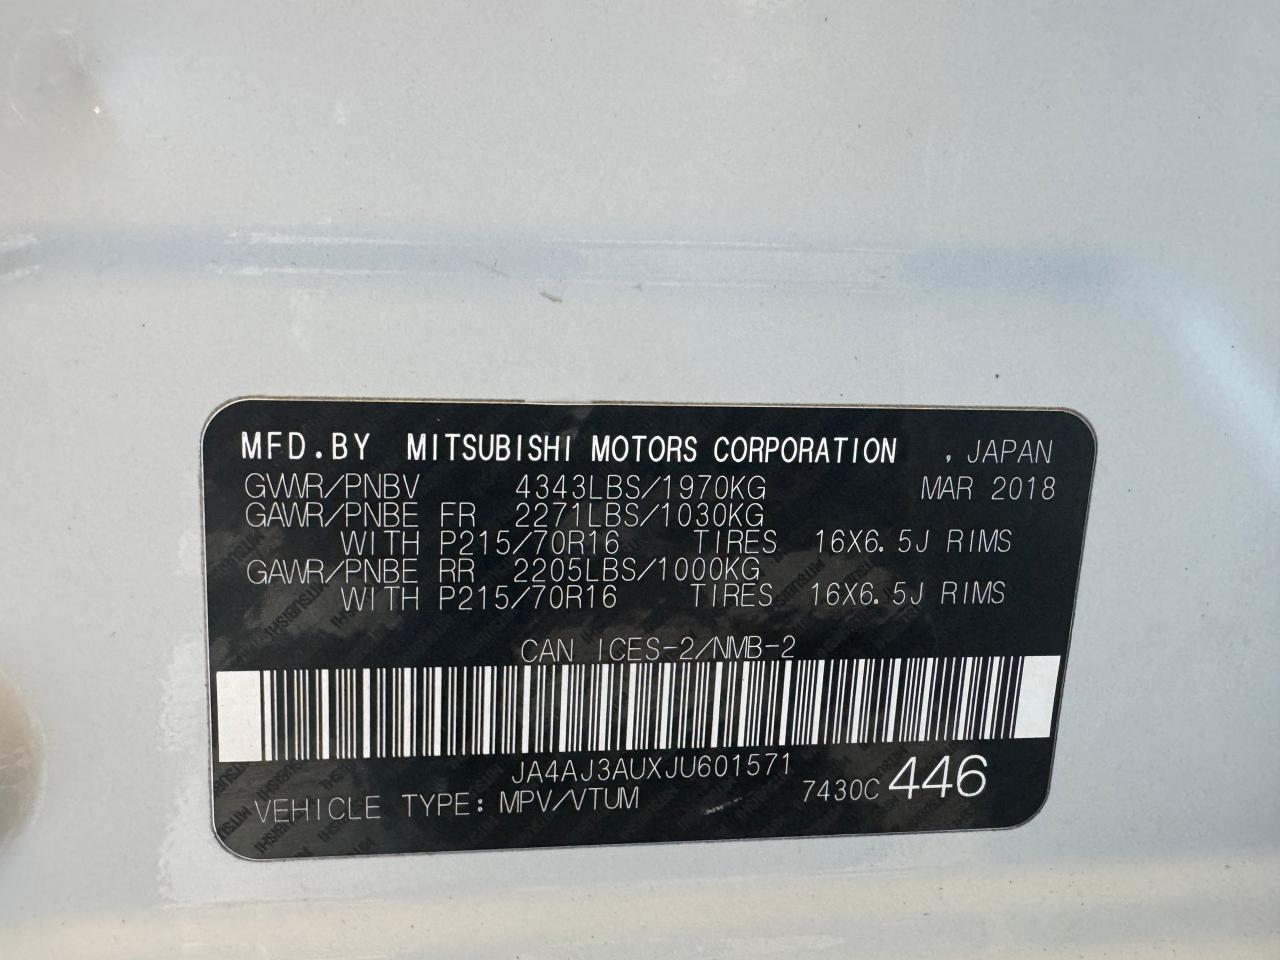 MFD.BY MITSUBISHI MOTORS CORPORATION , JAPAN
GVWR/PNBV 4343LBS/1970KG MAR 2018
GAWR/PNBE FR 2271LBS/1030KG
WITH P215/70R16 TIRES 16X6.5J RIMS
GAWR/PNBE RR 2205LBS/1000KG
WITH P215/70R16 TIRES 16X6.5J RIMS
CAN ICES-2/NMB-2
JA4AJ3AUXJU601571
VEHICLE TYPE: MPV/VTUM 7430C 446